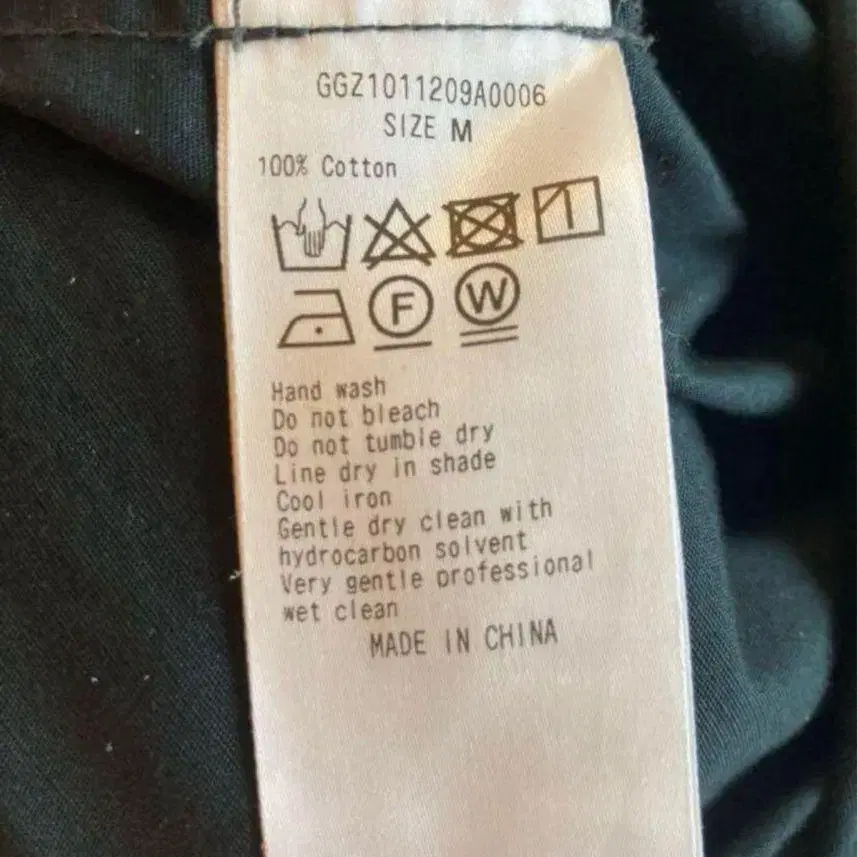 GGZ1011209A0006
SIZE M
100% Cotton
F W
Hand wash
Do not bleach
Do not tumble dry
Line dry in shade
Cool iron
Gentle dry clean with
hydrocarbon solvent
Very gentle professional
wet clean
MADE IN CHINA